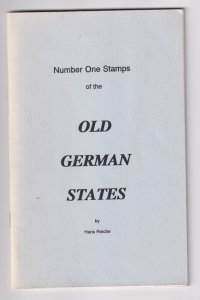 Number One Stamps
of the
OLD
GERMAN
STATES
by
Hans Reiche